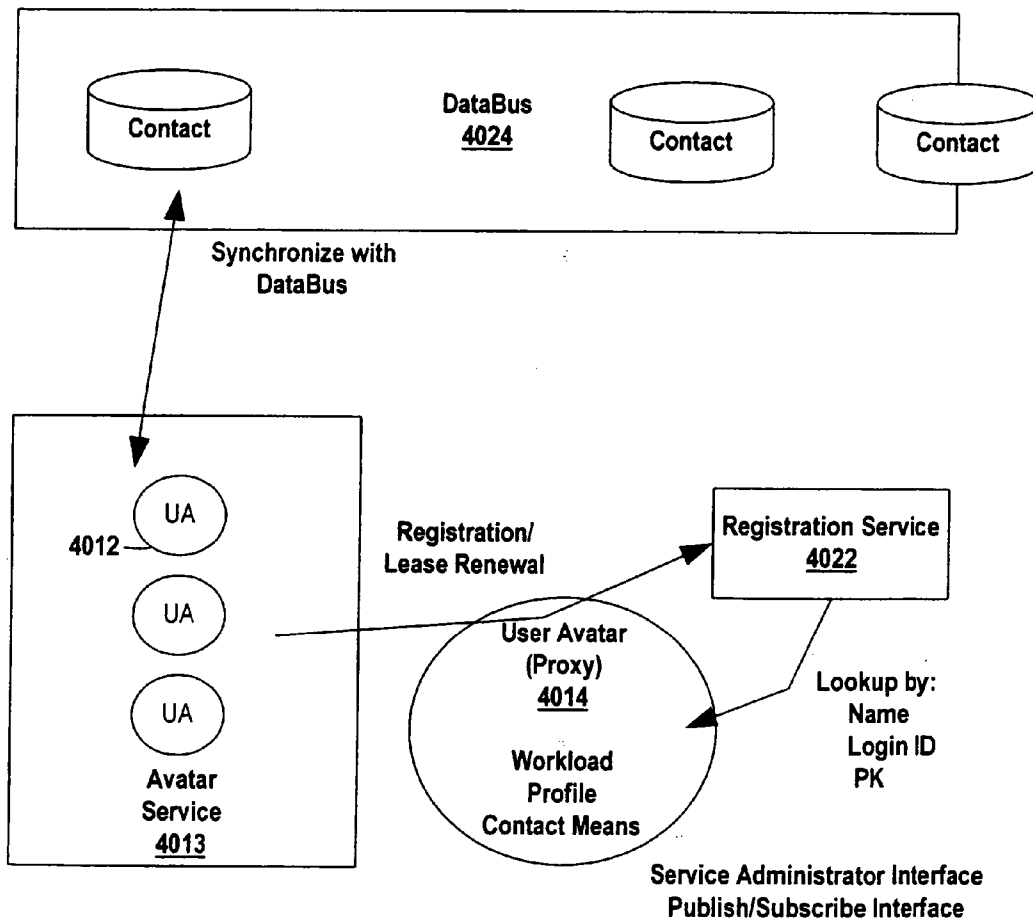 Contact
DataBus
4024
Contact
Contact
Synchronize with
DataBus
UA
4012
UA
UA
Avatar
Service
4013
Registration/
Lease Renewal
Registration Service
4022
User Avatar
(Proxy)
4014
Workload
Profile
Contact Means
Lookup by:
Name
Login ID
PK
Service Administrator Interface
Publish/Subscribe Interface